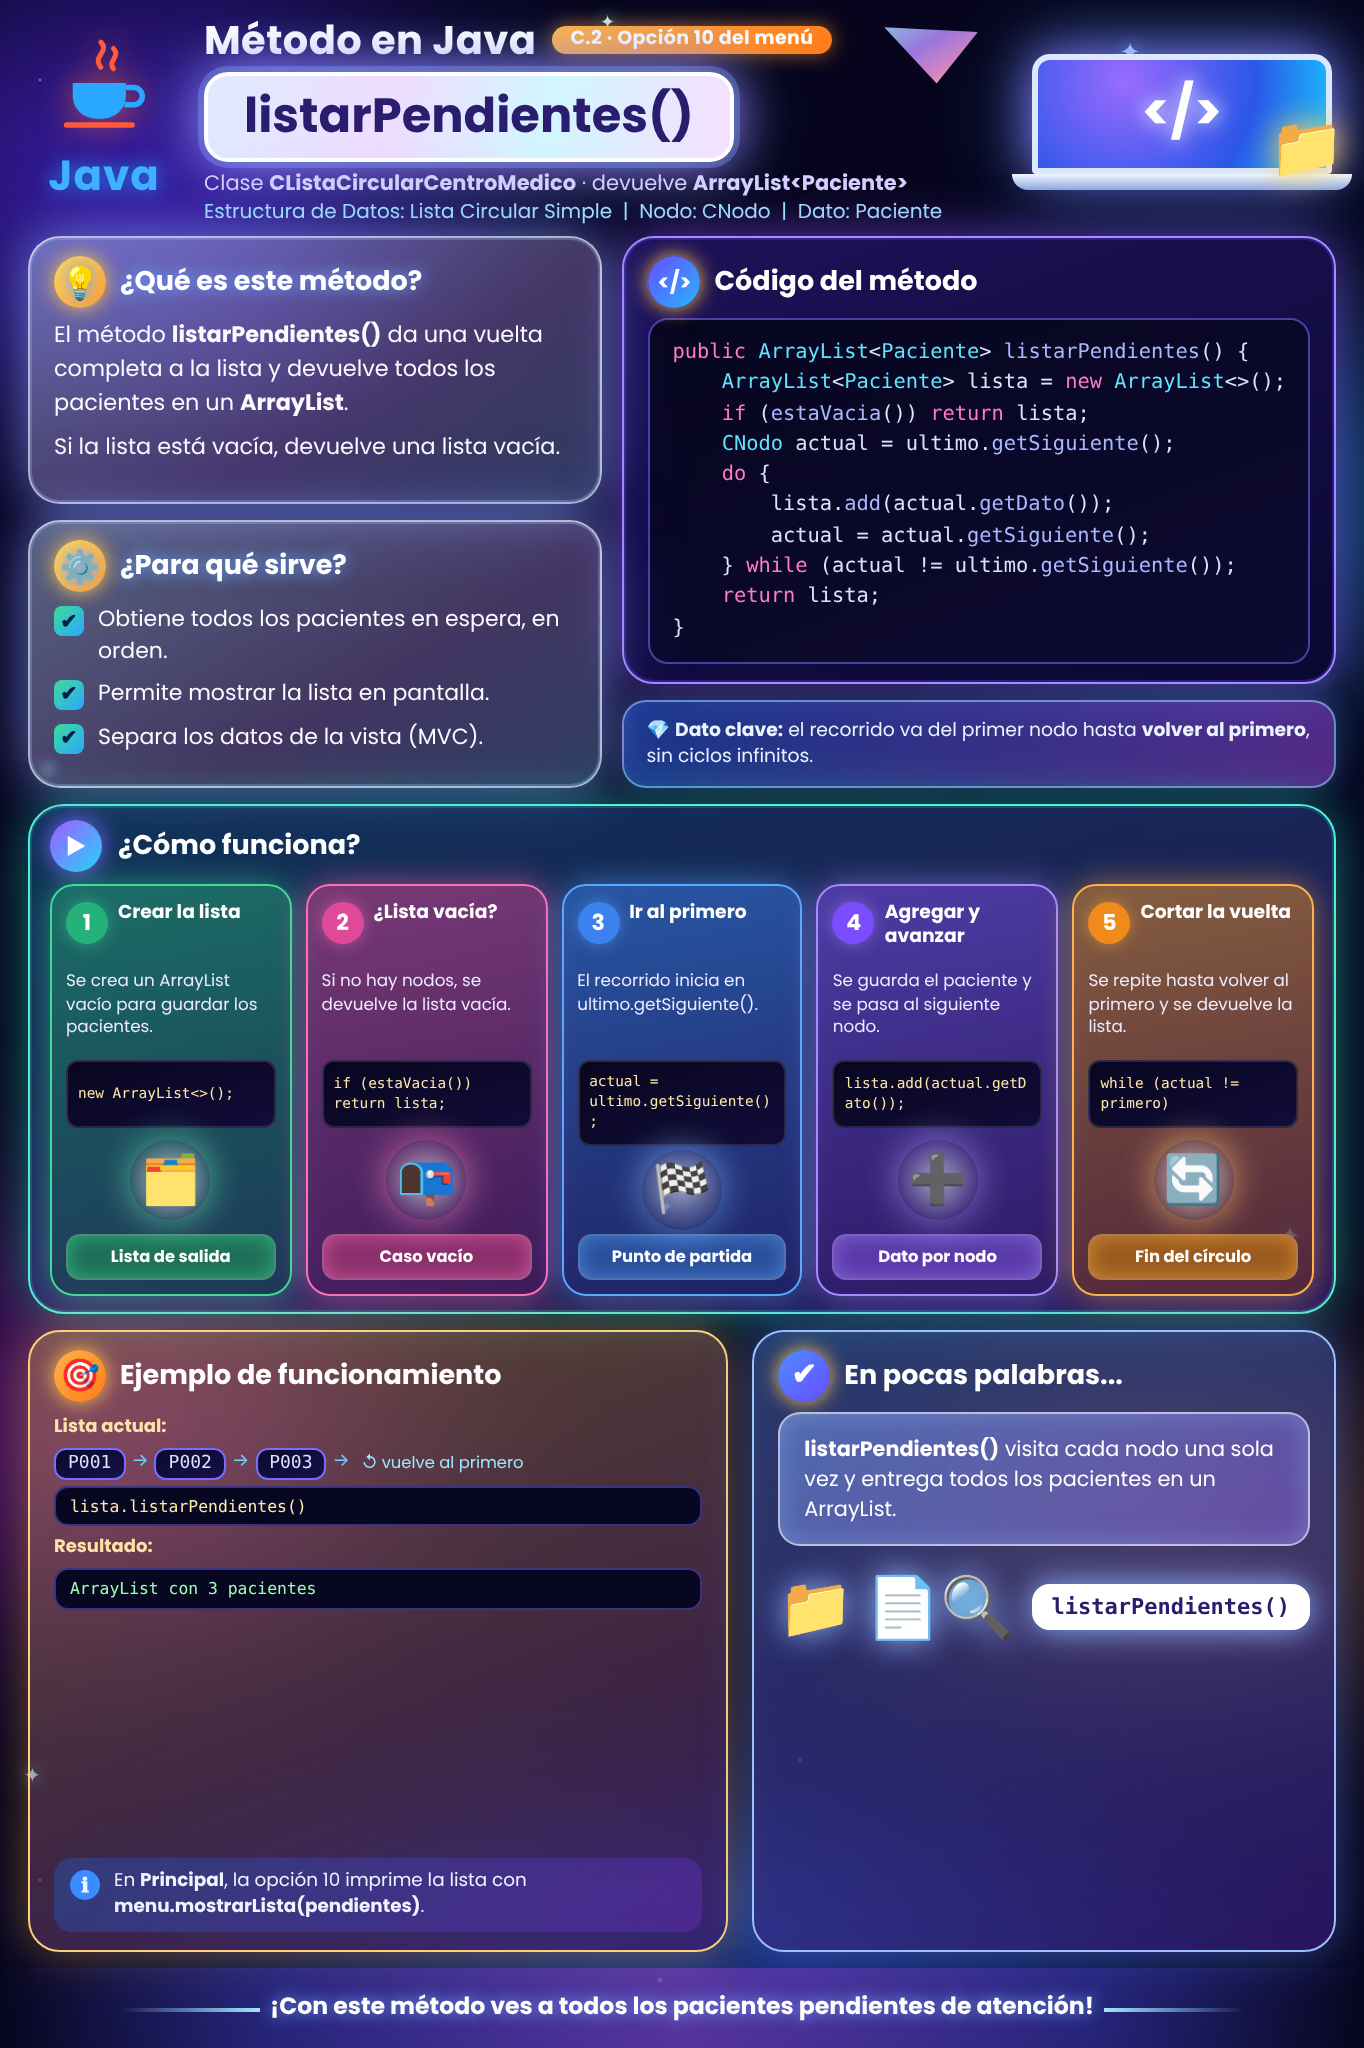 Java
Método en Java
C.2 · Opción 10 del menú
listarPendientes()
Clase CListaCircularCentroMedico · devuelve ArrayList<Paciente>
Estructura de Datos: Lista Circular Simple | Nodo: CNodo | Dato: Paciente
</>
¿Qué es este método?
El método listarPendientes() da una vuelta
completa a la lista y devuelve todos los
pacientes en un ArrayList.
Si la lista está vacía, devuelve una lista vacía.
¿Para qué sirve?
Obtiene todos los pacientes en espera, en
orden.
Permite mostrar la lista en pantalla.
Separa los datos de la vista (MVC).
</> Código del método
public ArrayList<Paciente> listarPendientes() {
    ArrayList<Paciente> lista = new ArrayList<>();
    if (estaVacia()) return lista;
    CNodo actual = ultimo.getSiguiente();
    do {
        lista.add(actual.getDato());
        actual = actual.getSiguiente();
    } while (actual != ultimo.getSiguiente());
    return lista;
}
Dato clave: el recorrido va del primer nodo hasta volver al primero,
sin ciclos infinitos.
¿Cómo funciona?
1 Crear la lista
Se crea un ArrayList
vacío para guardar los
pacientes.
new ArrayList<>();
Lista de salida
2 ¿Lista vacía?
Si no hay nodos, se
devuelve la lista vacía.
if (estaVacia())
return lista;
Caso vacío
3 Ir al primero
El recorrido inicia en
ultimo.getSiguiente().
actual =
ultimo.getSiguiente()
;
Punto de partida
4 Agregar y
avanzar
Se guarda el paciente y
se pasa al siguiente
nodo.
lista.add(actual.getD
ato());
Dato por nodo
5 Cortar la vuelta
Se repite hasta volver al
primero y se devuelve la
lista.
while (actual !=
primero)
Fin del círculo
Ejemplo de funcionamiento
Lista actual:
P001 → P002 → P003 → ↺ vuelve al primero
lista.listarPendientes()
Resultado:
ArrayList con 3 pacientes
En Principal, la opción 10 imprime la lista con
menu.mostrarLista(pendientes).
En pocas palabras...
listarPendientes() visita cada nodo una sola
vez y entrega todos los pacientes en un
ArrayList.
listarPendientes()
¡Con este método ves a todos los pacientes pendientes de atención!